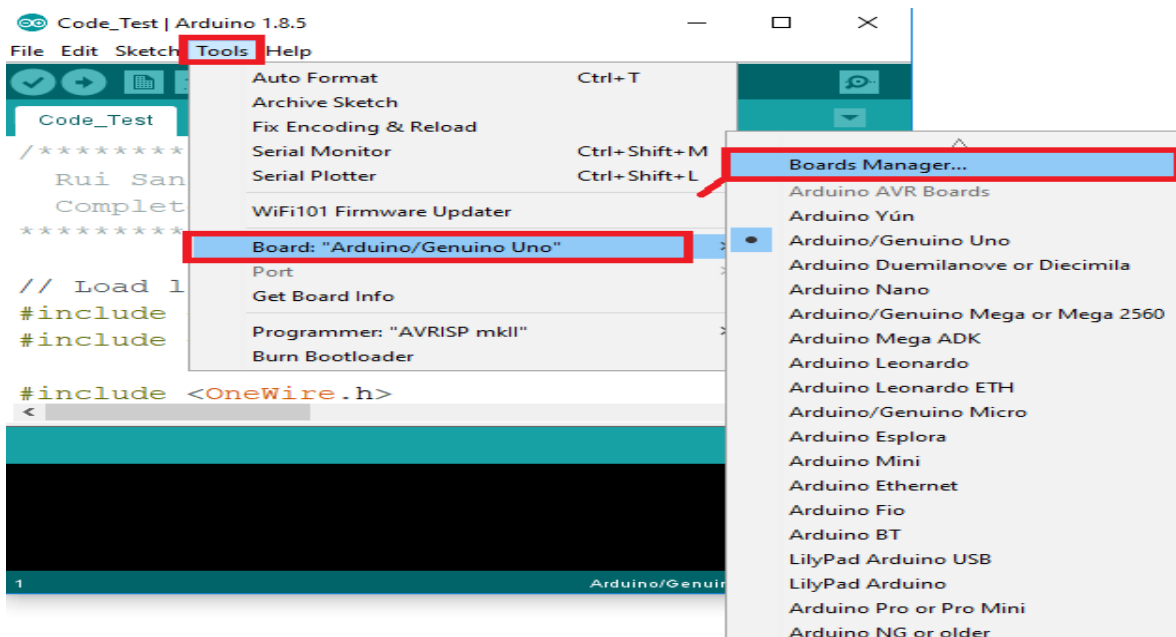 Code_Test | Arduino 1.8.5
File Edit Sketch Tools Help
Code_Test
/********
Rui San
Complet
*********
// Load l
#include
#include
#include <OneWire.h>
Auto Format Ctrl+T
Archive Sketch
Fix Encoding & Reload
Serial Monitor Ctrl+Shift+M
Serial Plotter Ctrl+Shift+L
WiFi101 Firmware Updater
Board: "Arduino/Genuino Uno"
Port
Get Board Info
Programmer: "AVRISP mkII"
Burn Bootloader
Boards Manager...
Arduino AVR Boards
Arduino Yún
Arduino/Genuino Uno
Arduino Duemilanove or Diecimila
Arduino Nano
Arduino/Genuino Mega or Mega 2560
Arduino Mega ADK
Arduino Leonardo
Arduino Leonardo ETH
Arduino/Genuino Micro
Arduino Esplora
Arduino Mini
Arduino Ethernet
Arduino Fio
Arduino BT
LilyPad Arduino USB
LilyPad Arduino
Arduino Pro or Pro Mini
Arduino NG or older
1 Arduino/Genuin